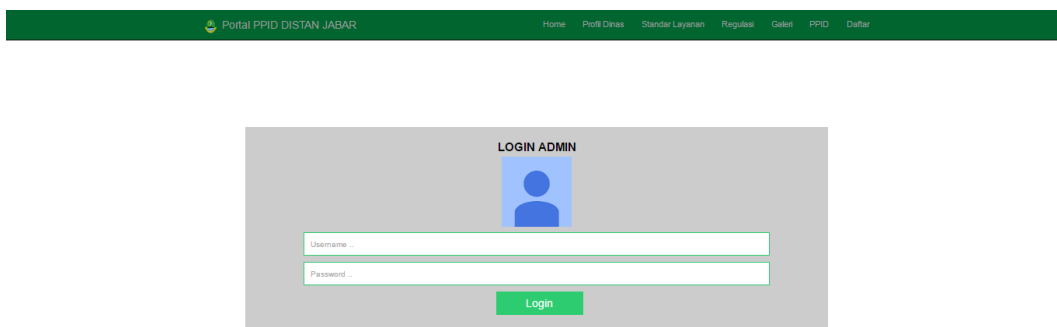 Portal PPID DISTAN JABAR Home Profil Dinas Standar Layanan Regulasi Galeri PPID Daftar
LOGIN ADMIN
Username ..
Password ..
Login